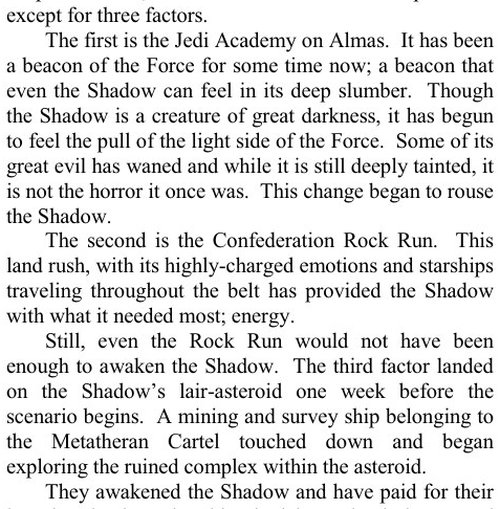 except for three factors.
The first is the Jedi Academy on Almas. It has been
a beacon of the Force for some time now; a beacon that
even the Shadow can feel in its deep slumber. Though
the Shadow is a creature of great darkness, it has begun
to feel the pull of the light side of the Force. Some of its
great evil has waned and while it is still deeply tainted, it
is not the horror it once was. This change began to rouse
the Shadow.
The second is the Confederation Rock Run. This
land rush, with its highly-charged emotions and starships
traveling throughout the belt has provided the Shadow
with what it needed most; energy.
Still, even the Rock Run would not have been
enough to awaken the Shadow. The third factor landed
on the Shadow's lair-asteroid one week before the
scenario begins. A mining and survey ship belonging to
the Metatheran Cartel touched down and began
exploring the ruined complex within the asteroid.
They awakened the Shadow and have paid for their